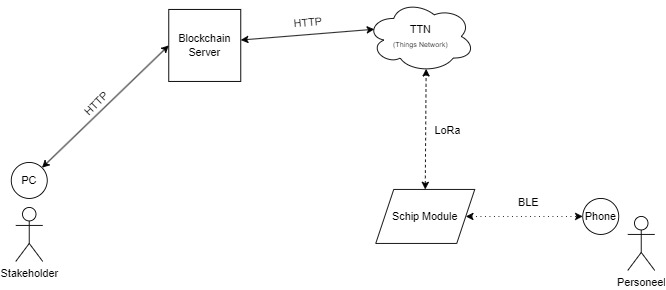 Blockchain
Server
HTTP
TTN
(Things Network)
HTTP
LoRa
PC
Stakeholder
Schip Module
BLE
Phone
Personeel